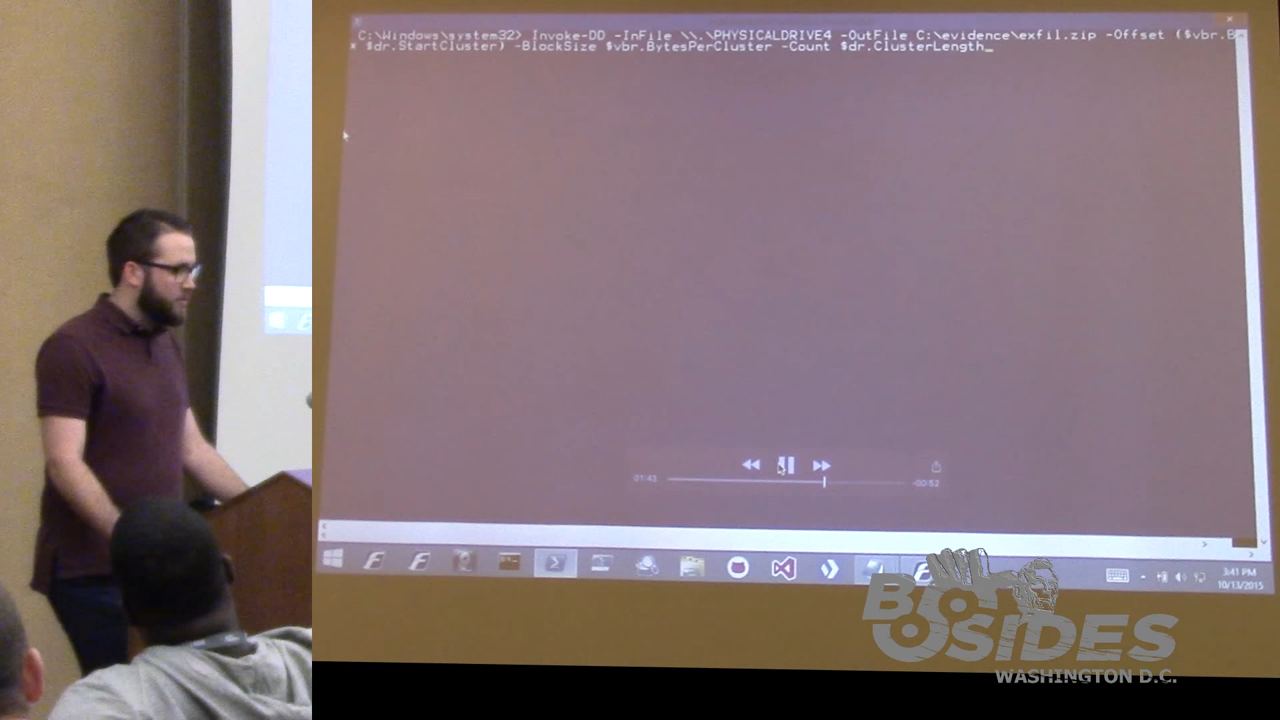 C:\Windows\system32> Invoke-DD -InFile \\.\PHYSICALDRIVE4 -OutFile C:\evidence\exfil.zip -Offset ($vbr.B
* $dr.StartCluster) -BlockSize $vbr.BytesPerCluster -Count $dr.ClusterLength_
01:43
-00:52
3:41 PM
10/13/2015
BSIDES
WASHINGTON D.C.